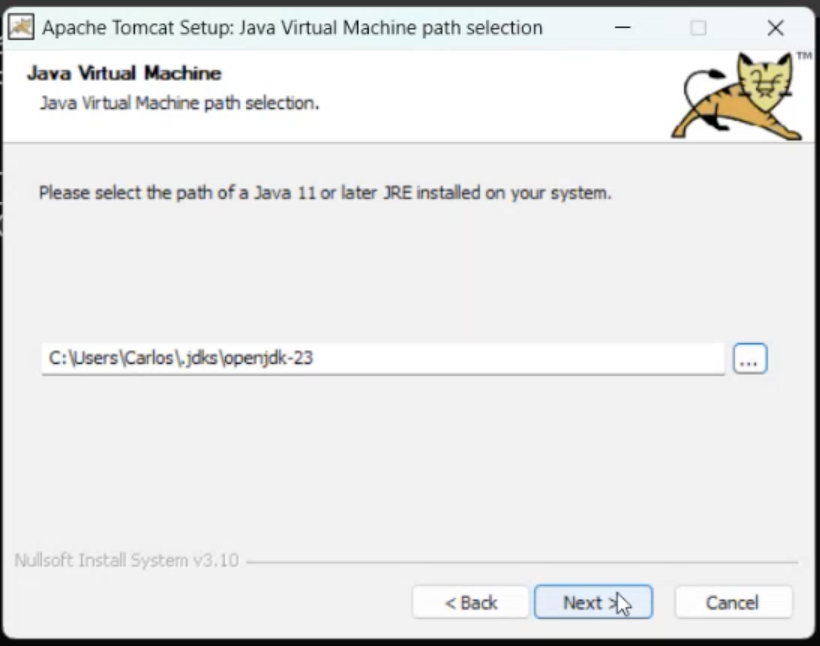 Apache Tomcat Setup: Java Virtual Machine path selection
TM
Java Virtual Machine
Java Virtual Machine path selection.
Please select the path of a Java 11 or later JRE installed on your system.
C:\Users\Carlos\.jdks\openjdk-23
...
Nullsoft Install System v3.10
< Back
Next >
Cancel